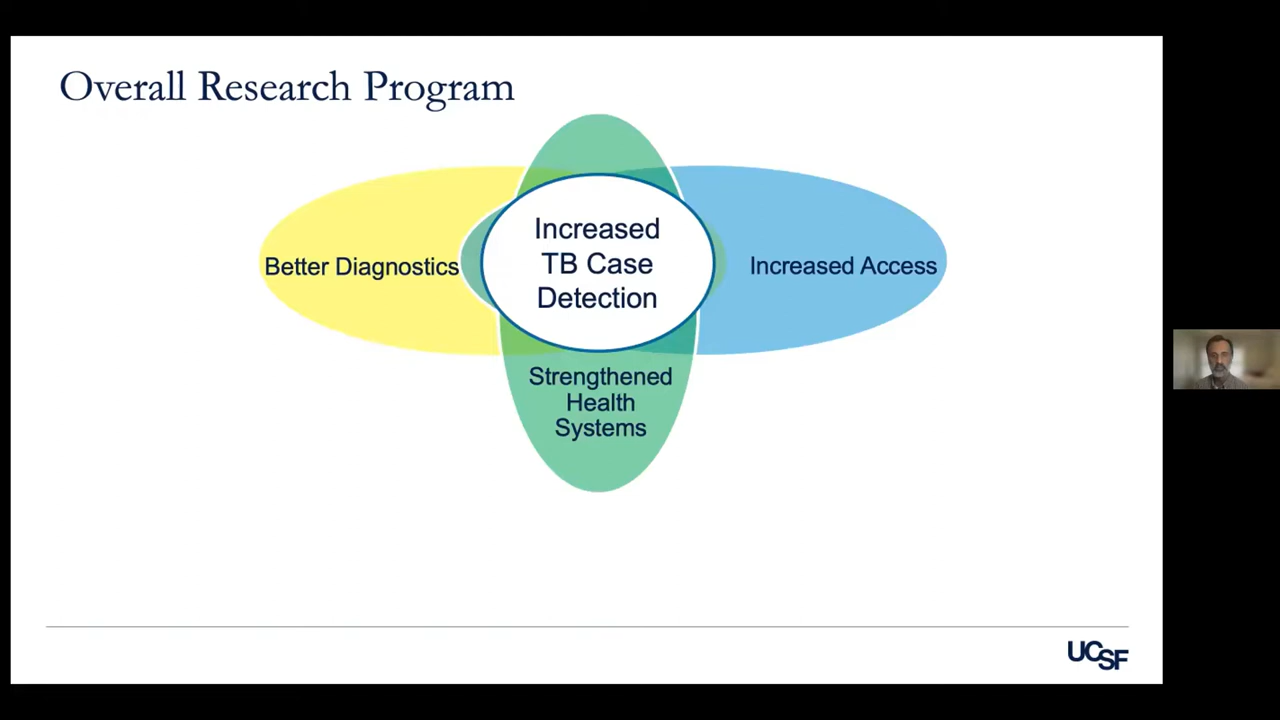 Overall Research Program
Increased
TB Case
Detection
Better Diagnostics
Increased Access
Strengthened
Health
Systems
UCSF